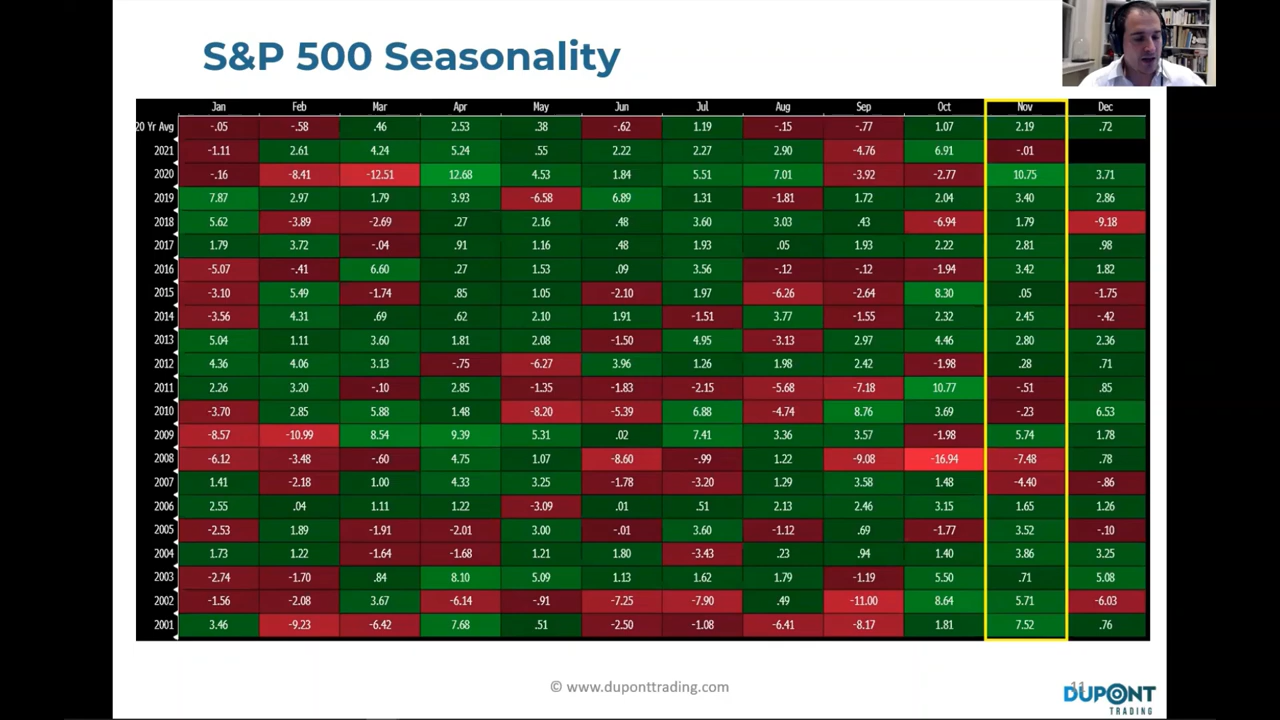 S&P 500 Seasonality
Jan Feb Mar Apr May Jun Jul Aug Sep Oct Nov Dec
20 Yr Avg -.05 -.58 .46 2.53 .38 -.62 1.19 -.15 -.77 1.07 2.19 .72
2021 -1.11 2.61 4.24 5.24 .55 2.22 2.27 2.90 -4.76 6.91 -.01
2020 -.16 -8.41 -12.51 12.68 4.53 1.84 5.51 7.01 -3.92 -2.77 10.75 3.71
2019 7.87 2.97 1.79 3.93 -6.58 6.89 1.31 -1.81 1.72 2.04 3.40 2.86
2018 5.62 -3.89 -2.69 .27 2.16 .48 3.60 3.03 .43 -6.94 1.79 -9.18
2017 1.79 3.72 -.04 .91 1.16 .48 1.93 .05 1.93 2.22 2.81 .98
2016 -5.07 -.41 6.60 .27 1.53 .09 3.56 -.12 -.12 -1.94 3.42 1.82
2015 -3.10 5.49 -1.74 .85 1.05 -2.10 1.97 -6.26 -2.64 8.30 .05 -1.75
2014 -3.56 4.31 .69 .62 2.10 1.91 -1.51 3.77 -1.55 2.32 2.45 -.42
2013 5.04 1.11 3.60 1.81 2.08 -1.50 4.95 -3.13 2.97 4.46 2.80 2.36
2012 4.36 4.06 3.13 -.75 -6.27 3.96 1.26 1.98 2.42 -1.98 .28 .71
2011 2.26 3.20 -.10 2.85 -1.35 -1.83 -2.15 -5.68 -7.18 10.77 -.51 .85
2010 -3.70 2.85 5.88 1.48 -8.20 -5.39 6.88 -4.74 8.76 3.69 -.23 6.53
2009 -8.57 -10.99 8.54 9.39 5.31 .02 7.41 3.36 3.57 -1.98 5.74 1.78
2008 -6.12 -3.48 -.60 4.75 1.07 -8.60 -.99 1.22 -9.08 -16.94 -7.48 .78
2007 1.41 -2.18 1.00 4.33 3.25 -1.78 -3.20 1.29 3.58 1.48 -4.40 -.86
2006 2.55 .04 1.11 1.22 -3.09 .01 .51 2.13 2.46 3.15 1.65 1.26
2005 -2.53 1.89 -1.91 -2.01 3.00 -.01 3.60 -1.12 .69 -1.77 3.52 -.10
2004 1.73 1.22 -1.64 -1.68 1.21 1.80 -3.43 .23 .94 1.40 3.86 3.25
2003 -2.74 -1.70 .84 8.10 5.09 1.13 1.62 1.79 -1.19 5.50 .71 5.08
2002 -1.56 -2.08 3.67 -6.14 -.91 -7.25 -7.90 .49 -11.00 8.64 5.71 -6.03
2001 3.46 -9.23 -6.42 7.68 .51 -2.50 -1.08 -6.41 -8.17 1.81 7.52 .76
© www.duponttrading.com
11
DUPONT
TRADING